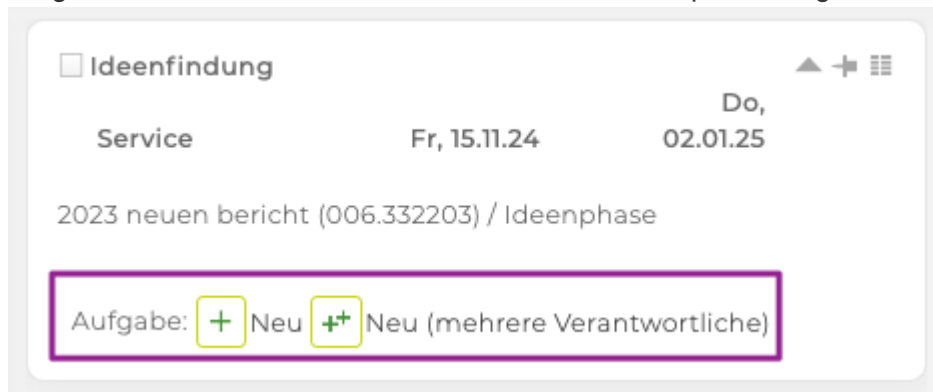 Ideenfindung
Do,
Service Fr, 15.11.24 02.01.25
2023 neuen bericht (006.332203) / Ideenphase
Aufgabe: + Neu ++ Neu (mehrere Verantwortliche)